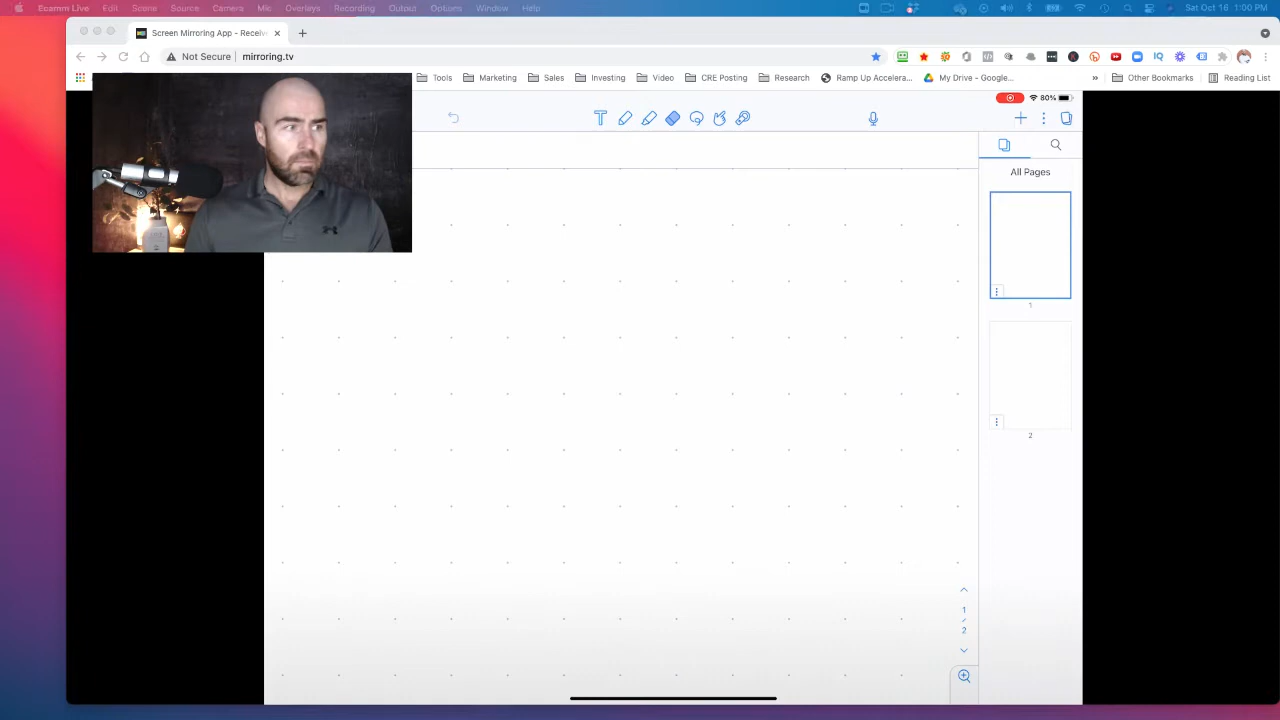 Ecamm Live Edit Scene Source Camera Mic Overlays Recording Output Options Window Help Sat Oct 16 1:00 PM
Screen Mirroring App - Receiv
Not Secure mirroring.tv
Tools Marketing Sales Investing Video CRE Posting Church Ramp Up Accelera... My Drive - Google... » Other Bookmarks Reading List
80%
All Pages
1
2
1
/
2